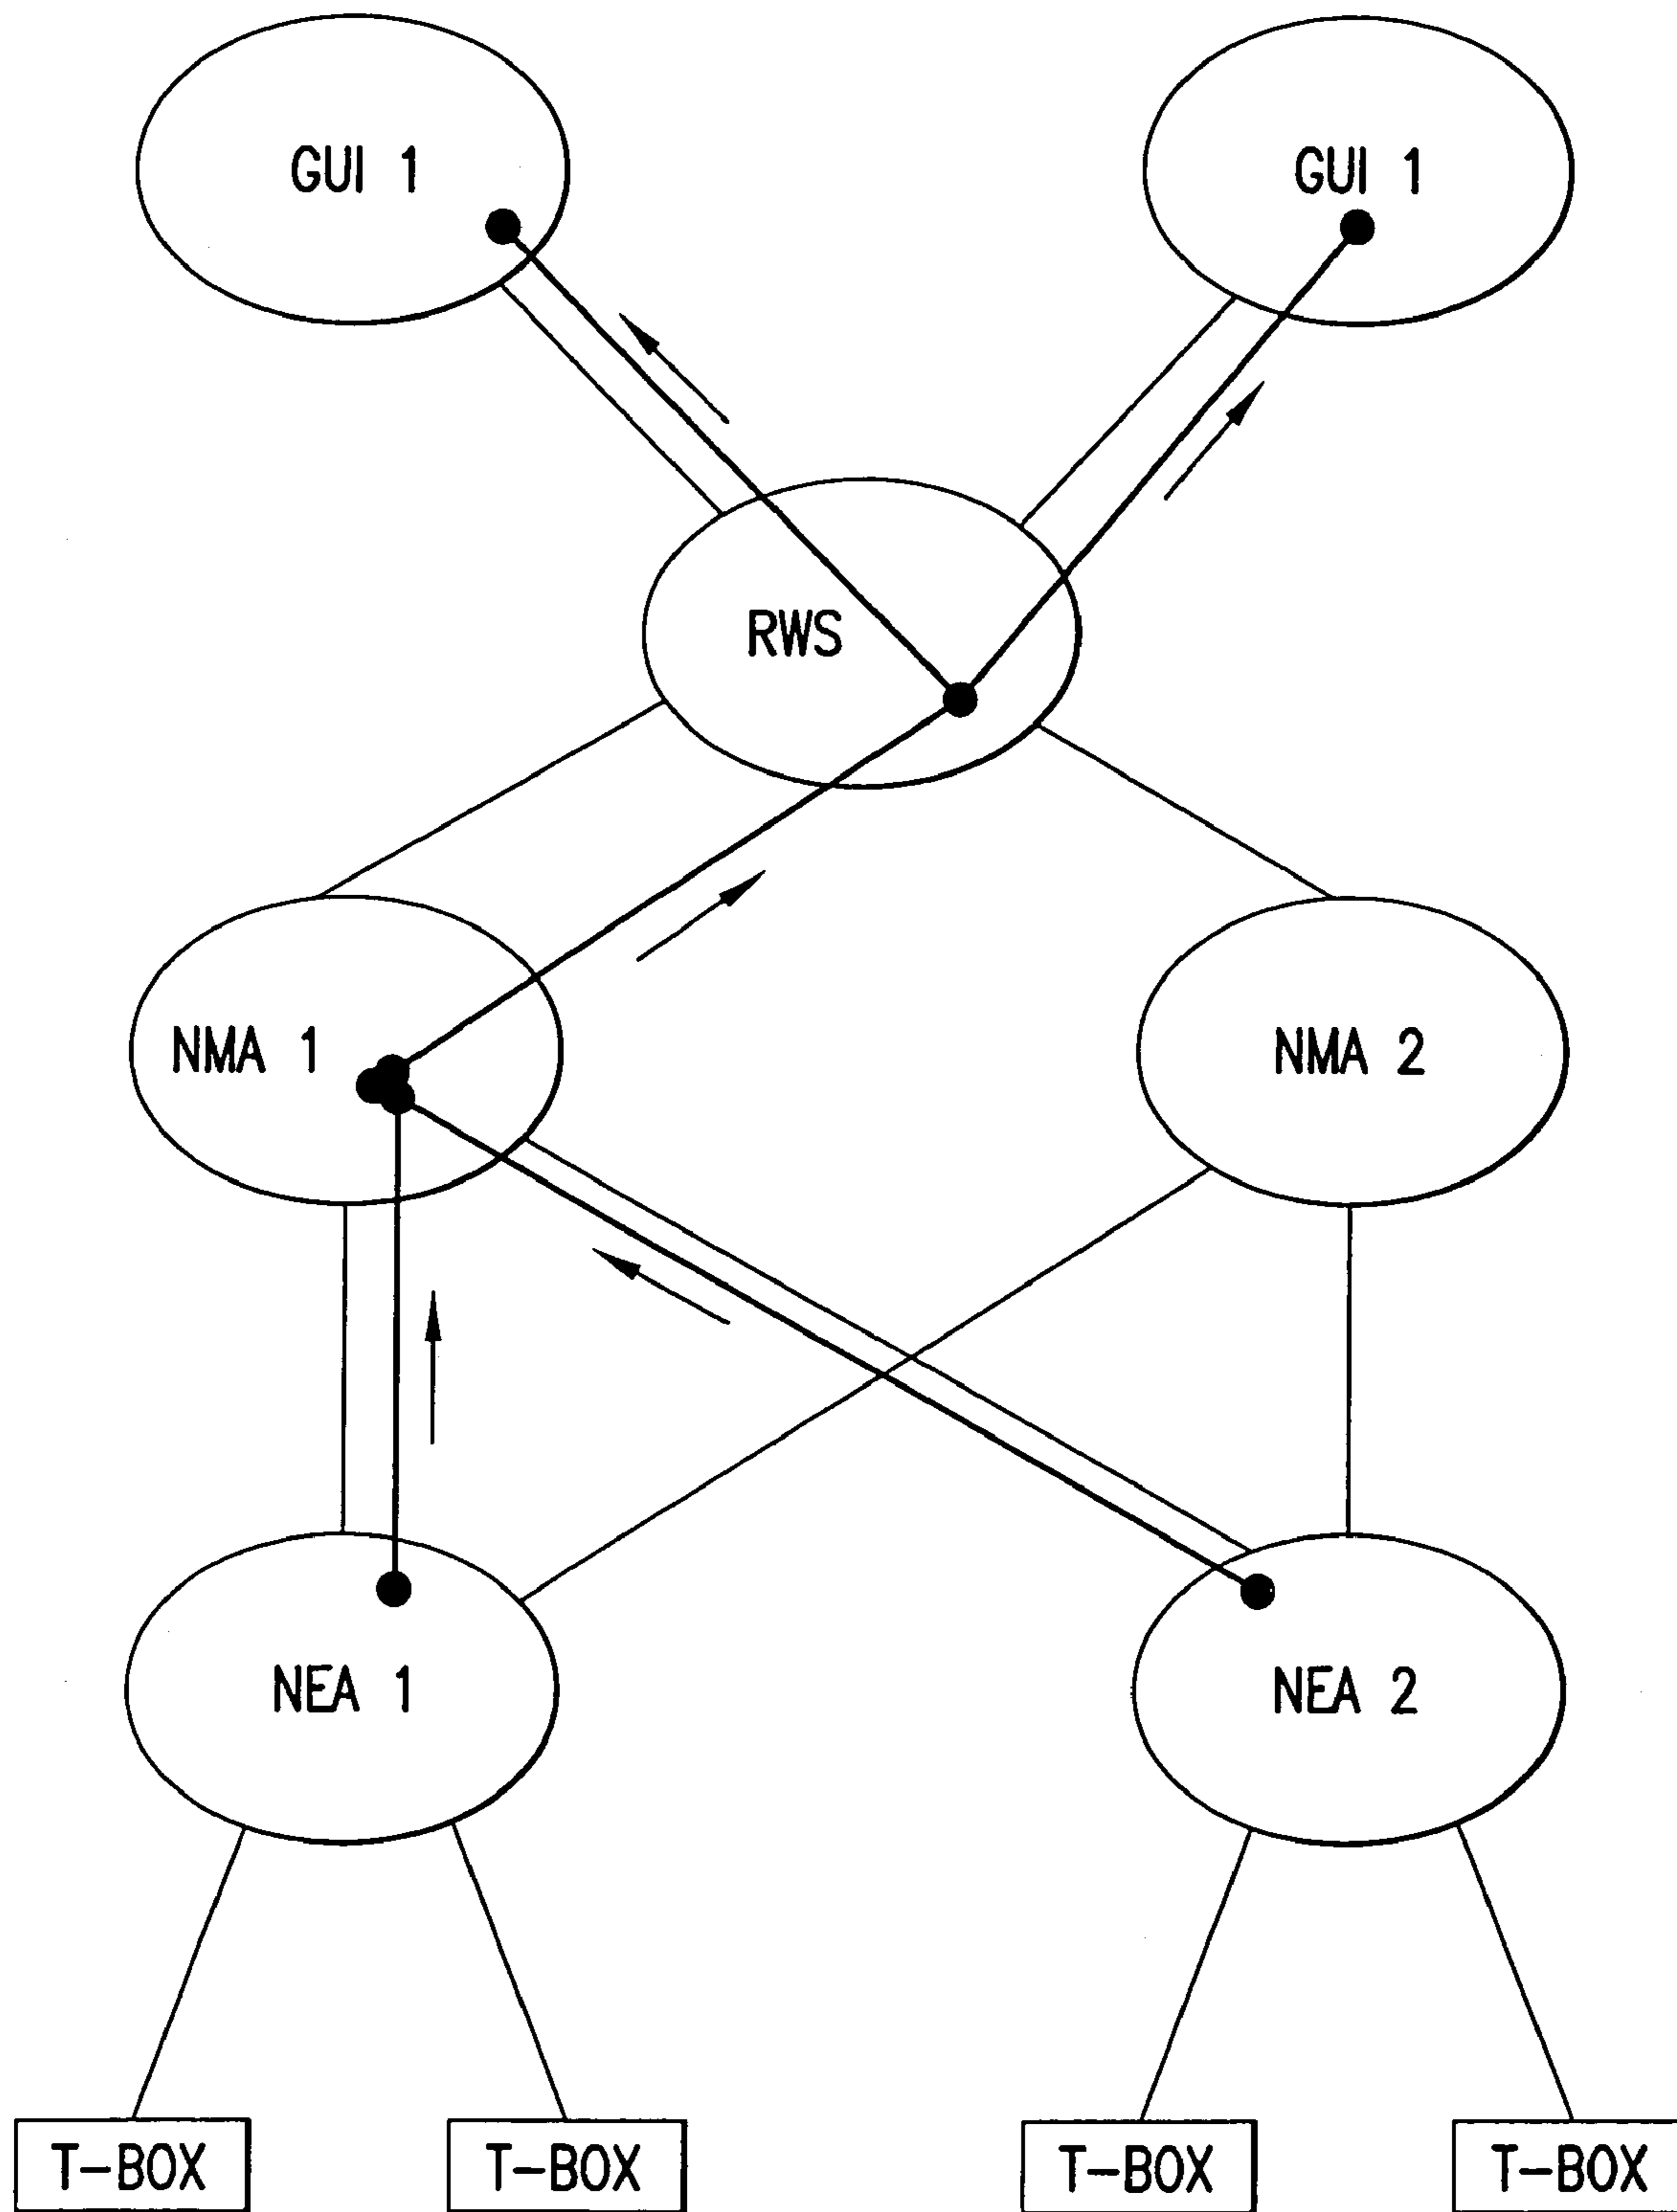 GUI 1
GUI 1
RWS
NMA 1
NMA 2
NEA 1
NEA 2
T-BOX
T-BOX
T-BOX
T-BOX